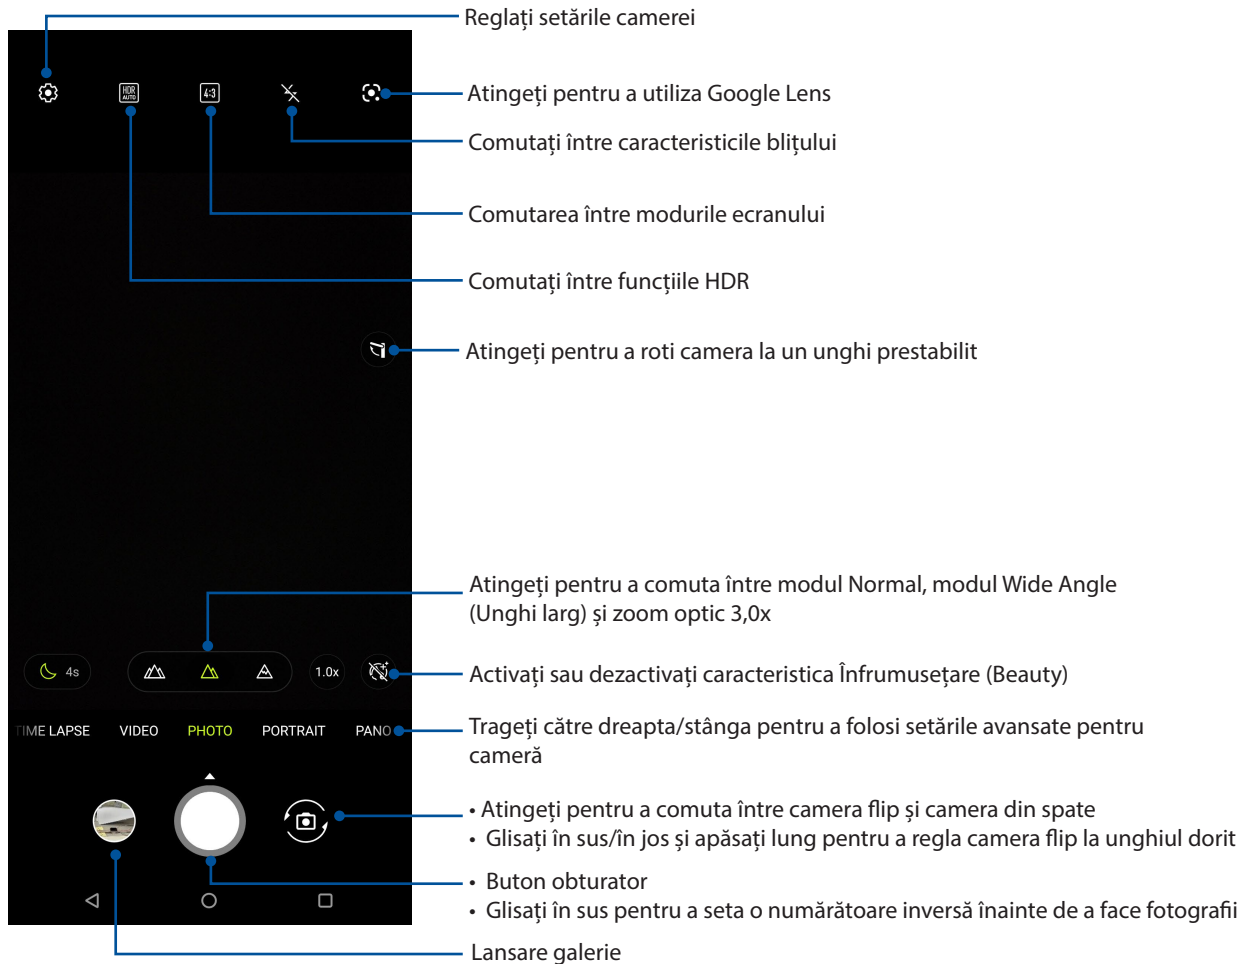 Reglați setările camerei
HDR
AUTO
4:3
Atingeți pentru a utiliza Google Lens
Comutați între caracteristicile blițului
Comutarea între modurile ecranului
Comutați între funcțiile HDR
Atingeți pentru a roti camera la un unghi prestabilit
Atingeți pentru a comuta între modul Normal, modul Wide Angle
(Unghi larg) și zoom optic 3,0x
4s
1.0x
Activați sau dezactivați caracteristica Înfrumusețare (Beauty)
TIME LAPSE VIDEO PHOTO PORTRAIT PANO
Trageți către dreapta/stânga pentru a folosi setările avansate pentru
cameră
• Atingeți pentru a comuta între camera flip și camera din spate
• Glisați în sus/în jos și apăsați lung pentru a regla camera flip la unghiul dorit
• Buton obturator
• Glisați în sus pentru a seta o numărătoare inversă înainte de a face fotografii
Lansare galerie